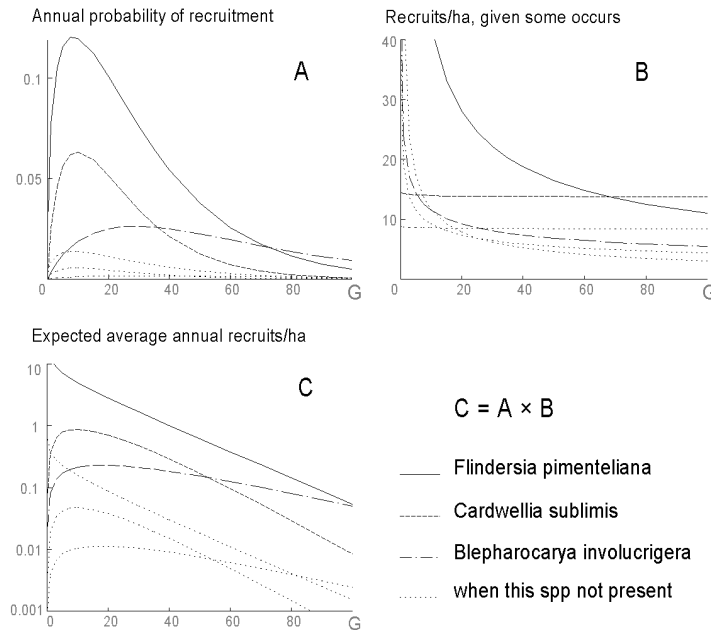 Annual probability of recruitment
A
0.1
0.05
0 20 40 60 80 G
Recruits/ha, given some occurs
B
40
30
20
10
0 20 40 60 80 G
Expected average annual recruits/ha
C
10
1
0.1
0.01
0.001
0 20 40 60 80 G
C = A × B
Flindersia pimenteliana
Cardwellia sublimis
Blepharocarya involucrigera
when this spp not present